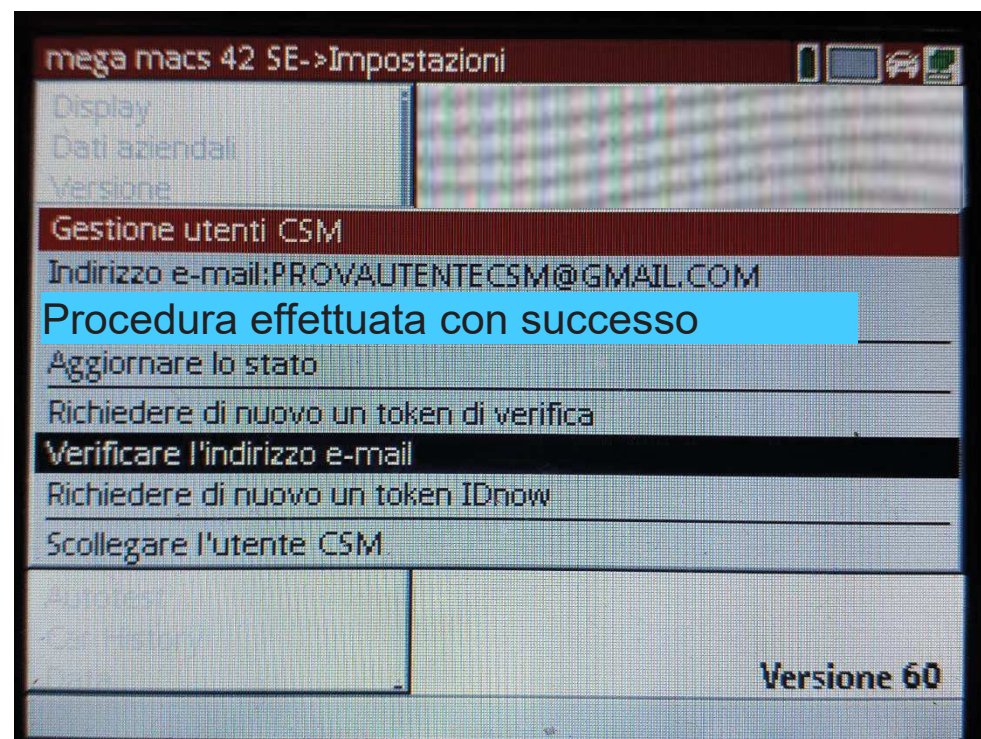 mega macs 42 SE->Impostazioni
Display
Dati aziendali
Versione
Gestione utenti CSM
Indirizzo e-mail:PROVAUTENTECSM@GMAIL.COM
Procedura effettuata con successo
Aggiornare lo stato
Richiedere di nuovo un token di verifica
Verificare l'indirizzo e-mail
Richiedere di nuovo un token IDnow
Scollegare l'utente CSM
Autotest
Car History
Versione 60